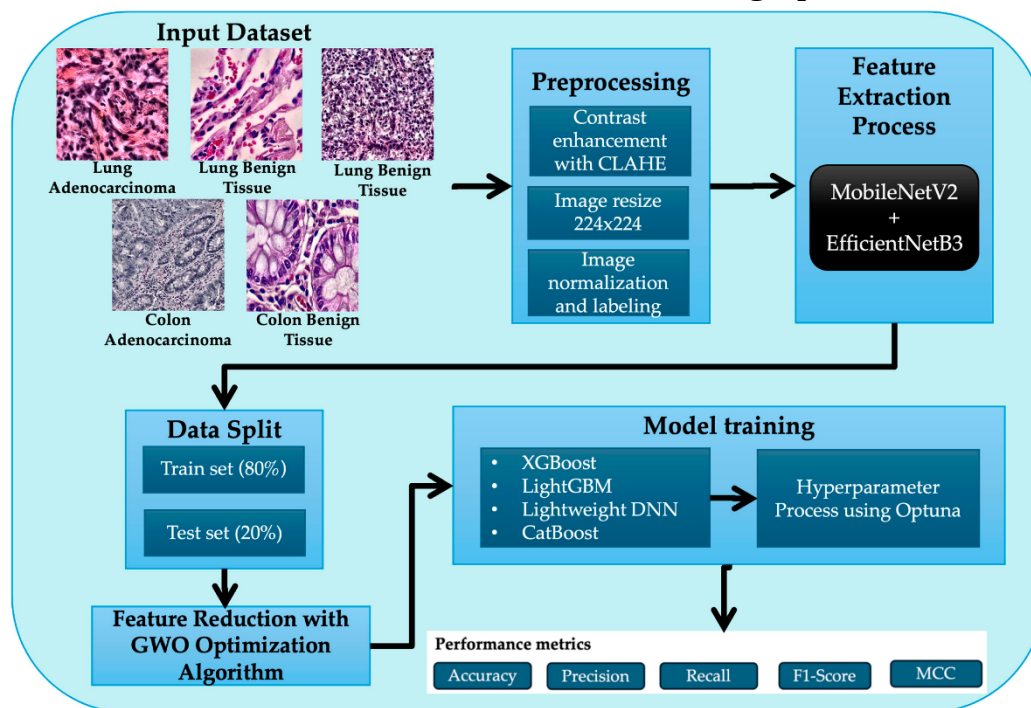 Input Dataset
Lung
Adenocarcinoma
Lung Benign
Tissue
Lung Benign
Tissue
Colon
Adenocarcinoma
Colon Benign
Tissue
Preprocessing
Contrast
enhancement
with CLAHE
Image resize
224x224
Image
normalization
and labeling
Feature
Extraction
Process
MobileNetV2
+
EfficientNetB3
Data Split
Train set (80%)
Test set (20%)
Feature Reduction with
GWO Optimization
Algorithm
Model training
• XGBoost
• LightGBM
• Lightweight DNN
• CatBoost
Hyperparameter
Process using Optuna
Performance metrics
Accuracy
Precision
Recall
F1-Score
MCC